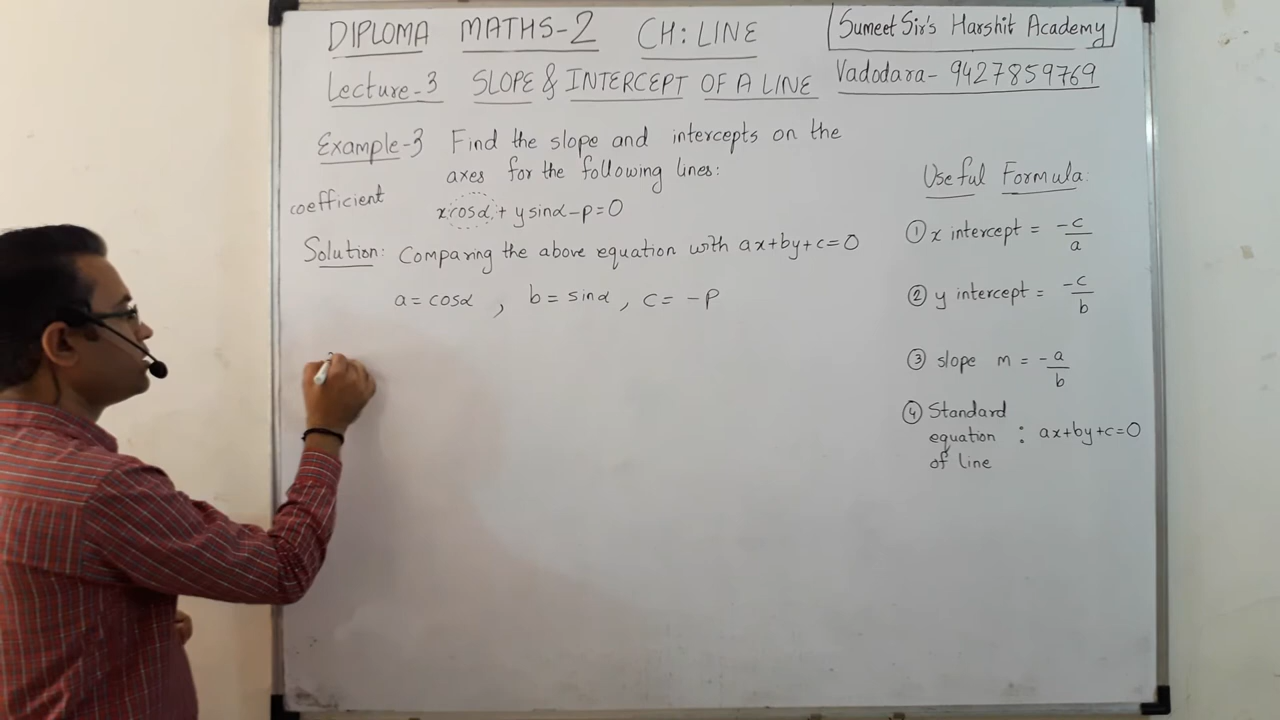 DIPLOMA MATHS-2 CH: LINE
Sumeet Sir's Harshit Academy
Lecture-3 SLOPE & INTERCEPT OF A LINE
Vadodara- 9427859769
Example-3 Find the slope and intercepts on the
axes for the following lines:
coefficient
xcosα + y sinα - p = 0
Solution: Comparing the above equation with ax+by+c=0
a = cosα , b = sinα , c = -p
Useful Formula:
① x intercept = -c/a
② y intercept = -c/b
③ slope m = -a/b
④ Standard
equation : ax+by+c=0
of line